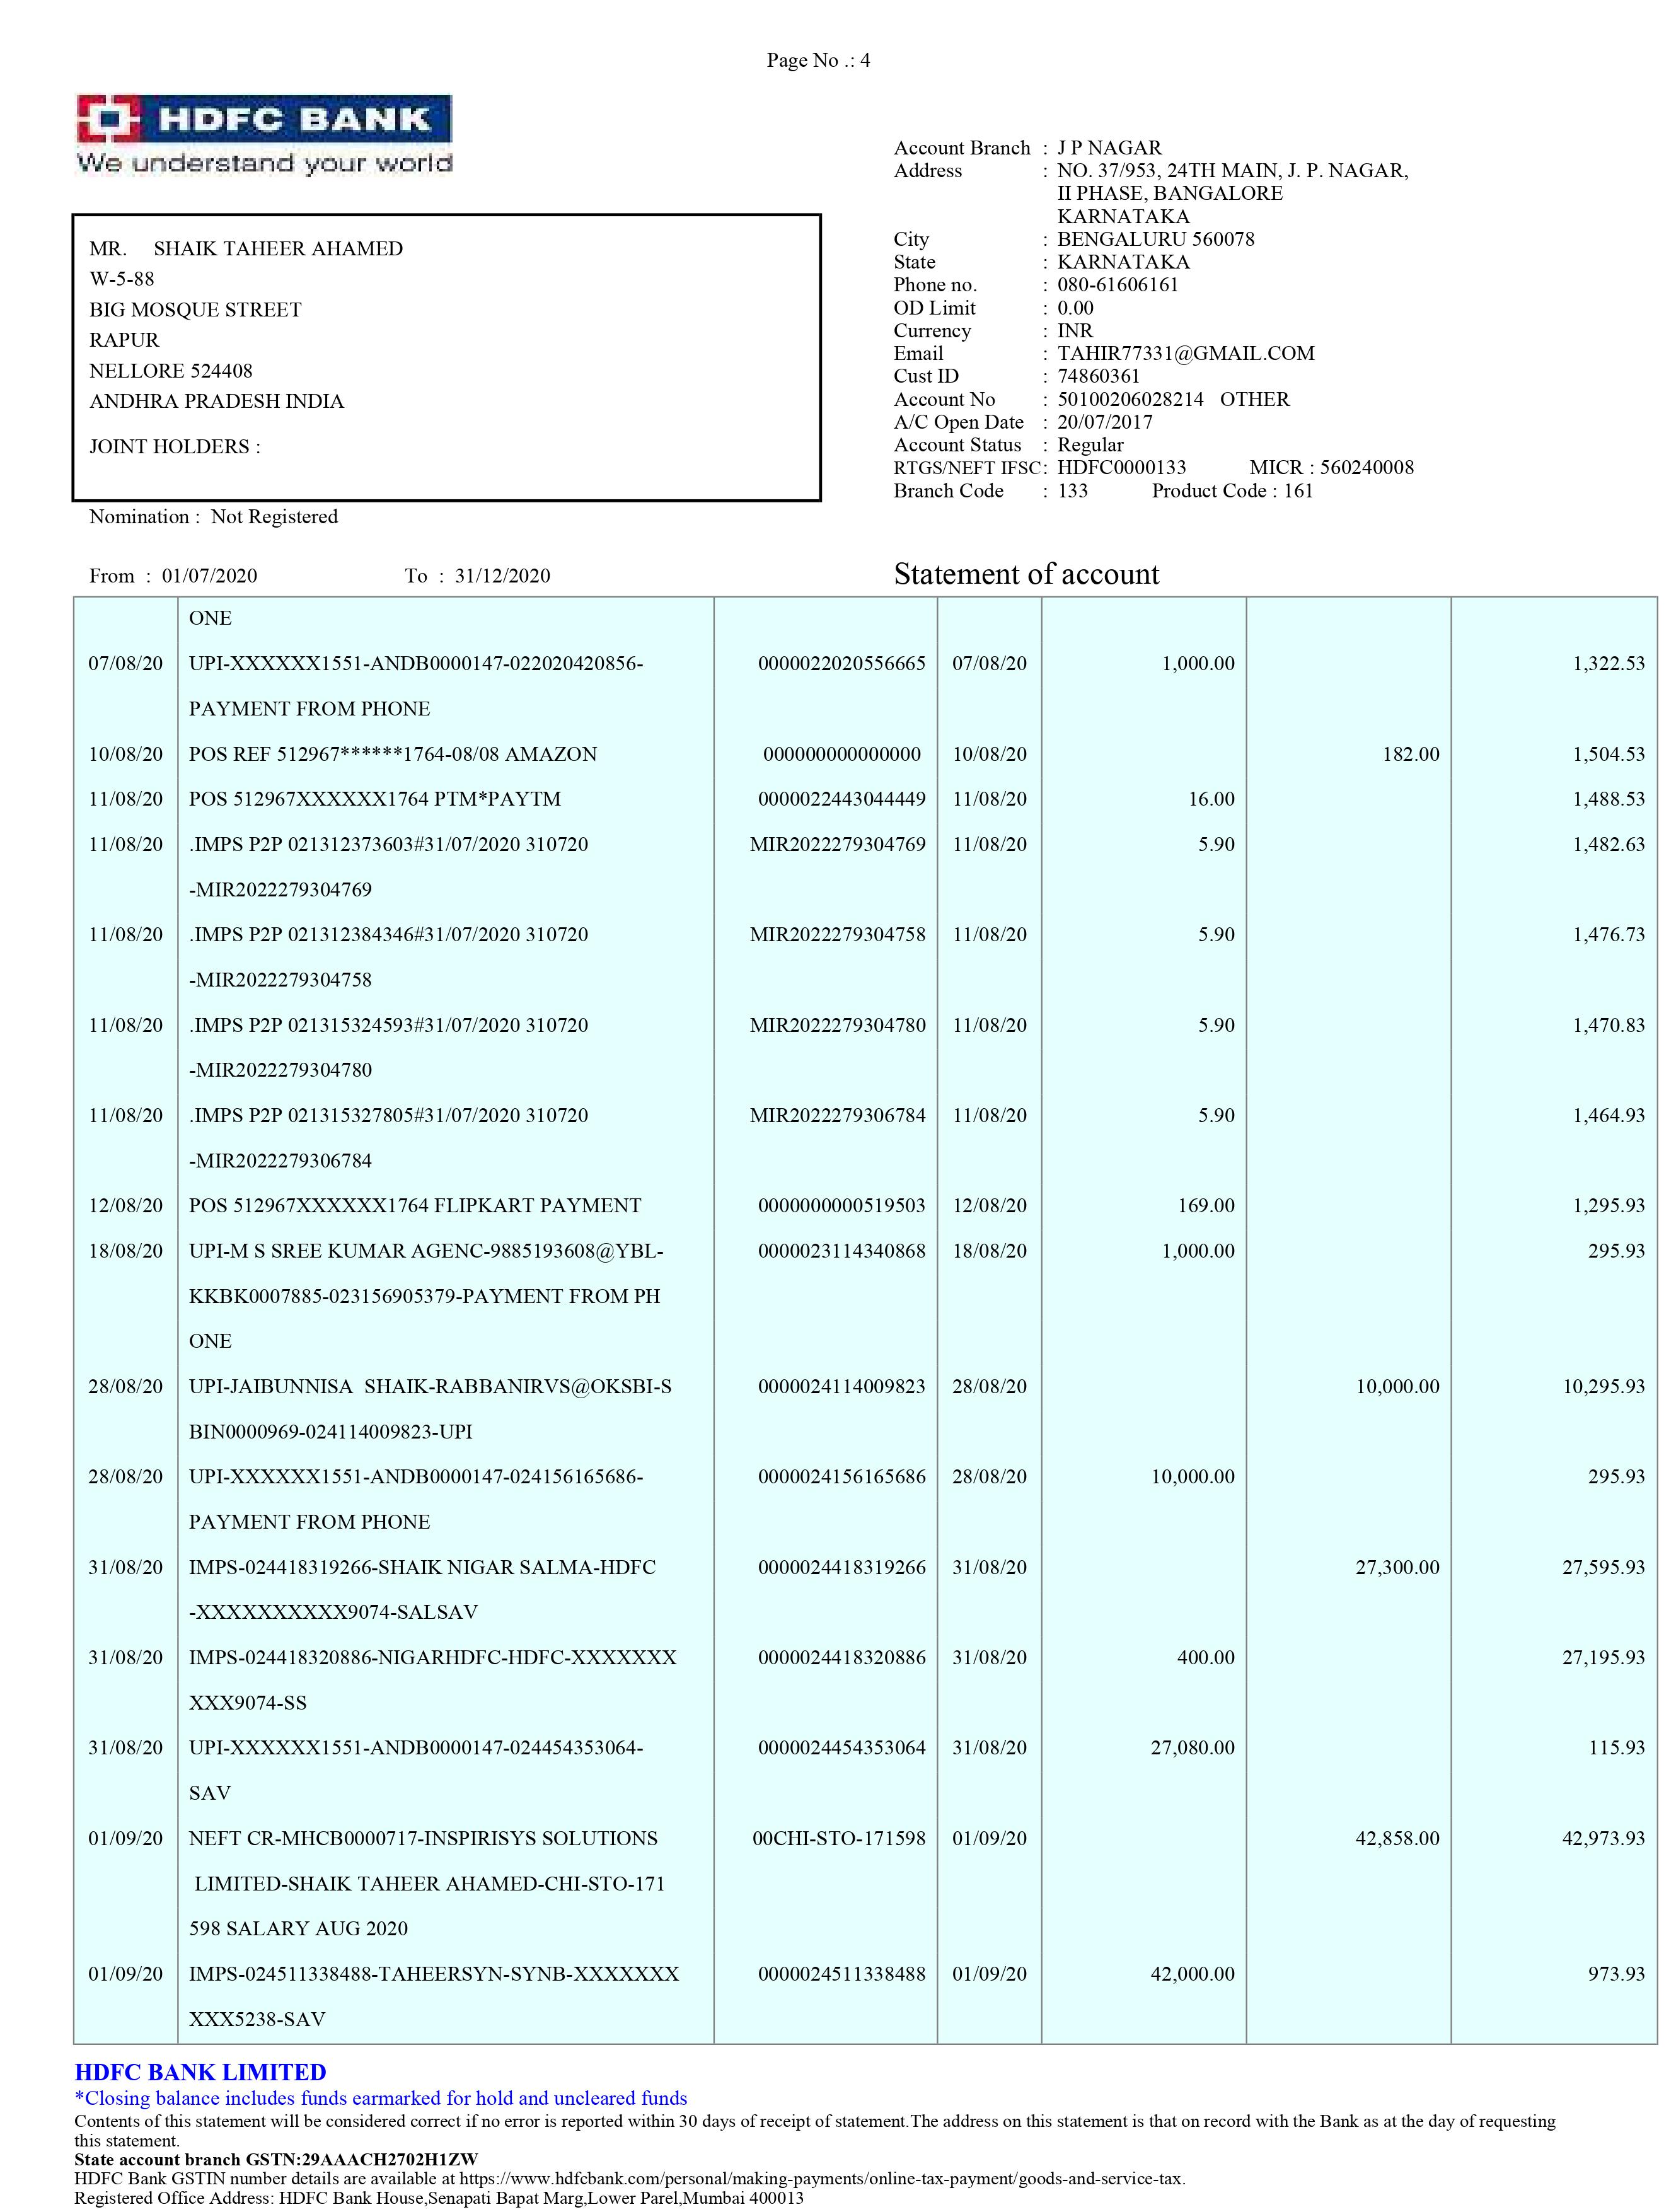 Page No .: 4
HDFC BANK
We understand your world
MR. SHAIK TAHEER AHAMED
W-5-88
BIG MOSQUE STREET
RAPUR
NELLORE 524408
ANDHRA PRADESH INDIA
JOINT HOLDERS :
Nomination : Not Registered
Account Branch : J P NAGAR
Address : NO. 37/953, 24TH MAIN, J. P. NAGAR,
II PHASE, BANGALORE
KARNATAKA
City : BENGALURU 560078
State : KARNATAKA
Phone no. : 080-61606161
OD Limit : 0.00
Currency : INR
Email : TAHIR77331@GMAIL.COM
Cust ID : 74860361
Account No : 50100206028214 OTHER
A/C Open Date : 20/07/2017
Account Status : Regular
RTGS/NEFT IFSC: HDFC0000133 MICR : 560240008
Branch Code : 133 Product Code : 161
From : 01/07/2020 To : 31/12/2020 Statement of account
ONE
07/08/20 UPI-XXXXXX1551-ANDB0000147-022020420856- 0000022020556665 07/08/20 1,000.00 1,322.53
PAYMENT FROM PHONE
10/08/20 POS REF 512967******1764-08/08 AMAZON 000000000000000 10/08/20 182.00 1,504.53
11/08/20 POS 512967XXXXXX1764 PTM*PAYTM 0000022443044449 11/08/20 16.00 1,488.53
11/08/20 .IMPS P2P 021312373603#31/07/2020 310720 MIR2022279304769 11/08/20 5.90 1,482.63
-MIR2022279304769
11/08/20 .IMPS P2P 021312384346#31/07/2020 310720 MIR2022279304758 11/08/20 5.90 1,476.73
-MIR2022279304758
11/08/20 .IMPS P2P 021315324593#31/07/2020 310720 MIR2022279304780 11/08/20 5.90 1,470.83
-MIR2022279304780
11/08/20 .IMPS P2P 021315327805#31/07/2020 310720 MIR2022279306784 11/08/20 5.90 1,464.93
-MIR2022279306784
12/08/20 POS 512967XXXXXX1764 FLIPKART PAYMENT 0000000000519503 12/08/20 169.00 1,295.93
18/08/20 UPI-M S SREE KUMAR AGENC-9885193608@YBL- 0000023114340868 18/08/20 1,000.00 295.93
KKBK0007885-023156905379-PAYMENT FROM PH
ONE
28/08/20 UPI-JAIBUNNISA SHAIK-RABBANIRVS@OKSBI-S 0000024114009823 28/08/20 10,000.00 10,295.93
BIN0000969-024114009823-UPI
28/08/20 UPI-XXXXXX1551-ANDB0000147-024156165686- 0000024156165686 28/08/20 10,000.00 295.93
PAYMENT FROM PHONE
31/08/20 IMPS-024418319266-SHAIK NIGAR SALMA-HDFC 0000024418319266 31/08/20 27,300.00 27,595.93
-XXXXXXXXXX9074-SALSAV
31/08/20 IMPS-024418320886-NIGARHDFC-HDFC-XXXXXXX 0000024418320886 31/08/20 400.00 27,195.93
XXX9074-SS
31/08/20 UPI-XXXXXX1551-ANDB0000147-024454353064- 0000024454353064 31/08/20 27,080.00 115.93
SAV
01/09/20 NEFT CR-MHCB0000717-INSPIRISYS SOLUTIONS 00CHI-STO-171598 01/09/20 42,858.00 42,973.93
LIMITED-SHAIK TAHEER AHAMED-CHI-STO-171
598 SALARY AUG 2020
01/09/20 IMPS-024511338488-TAHEERSYN-SYNB-XXXXXXX 0000024511338488 01/09/20 42,000.00 973.93
XXX5238-SAV
HDFC BANK LIMITED
*Closing balance includes funds earmarked for hold and uncleared funds
Contents of this statement will be considered correct if no error is reported within 30 days of receipt of statement.The address on this statement is that on record with the Bank as at the day of requesting
this statement.
State account branch GSTN:29AAACH2702H1ZW
HDFC Bank GSTIN number details are available at https://www.hdfcbank.com/personal/making-payments/online-tax-payment/goods-and-service-tax.
Registered Office Address: HDFC Bank House,Senapati Bapat Marg,Lower Parel,Mumbai 400013